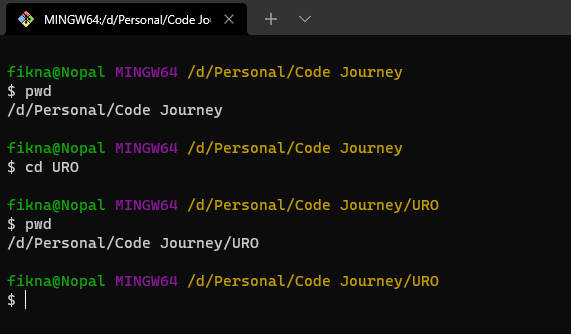 MINGW64:/d/Personal/Code Jou
fikna@Nopal MINGW64 /d/Personal/Code Journey
$ pwd
/d/Personal/Code Journey
fikna@Nopal MINGW64 /d/Personal/Code Journey
$ cd URO
fikna@Nopal MINGW64 /d/Personal/Code Journey/URO
$ pwd
/d/Personal/Code Journey/URO
fikna@Nopal MINGW64 /d/Personal/Code Journey/URO
$